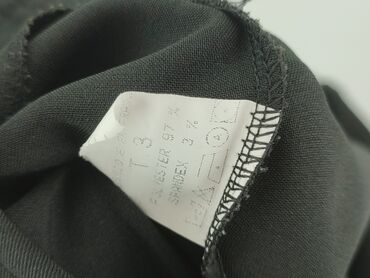 T 3
POLYESTER 97 %
SPANDEX 3 %